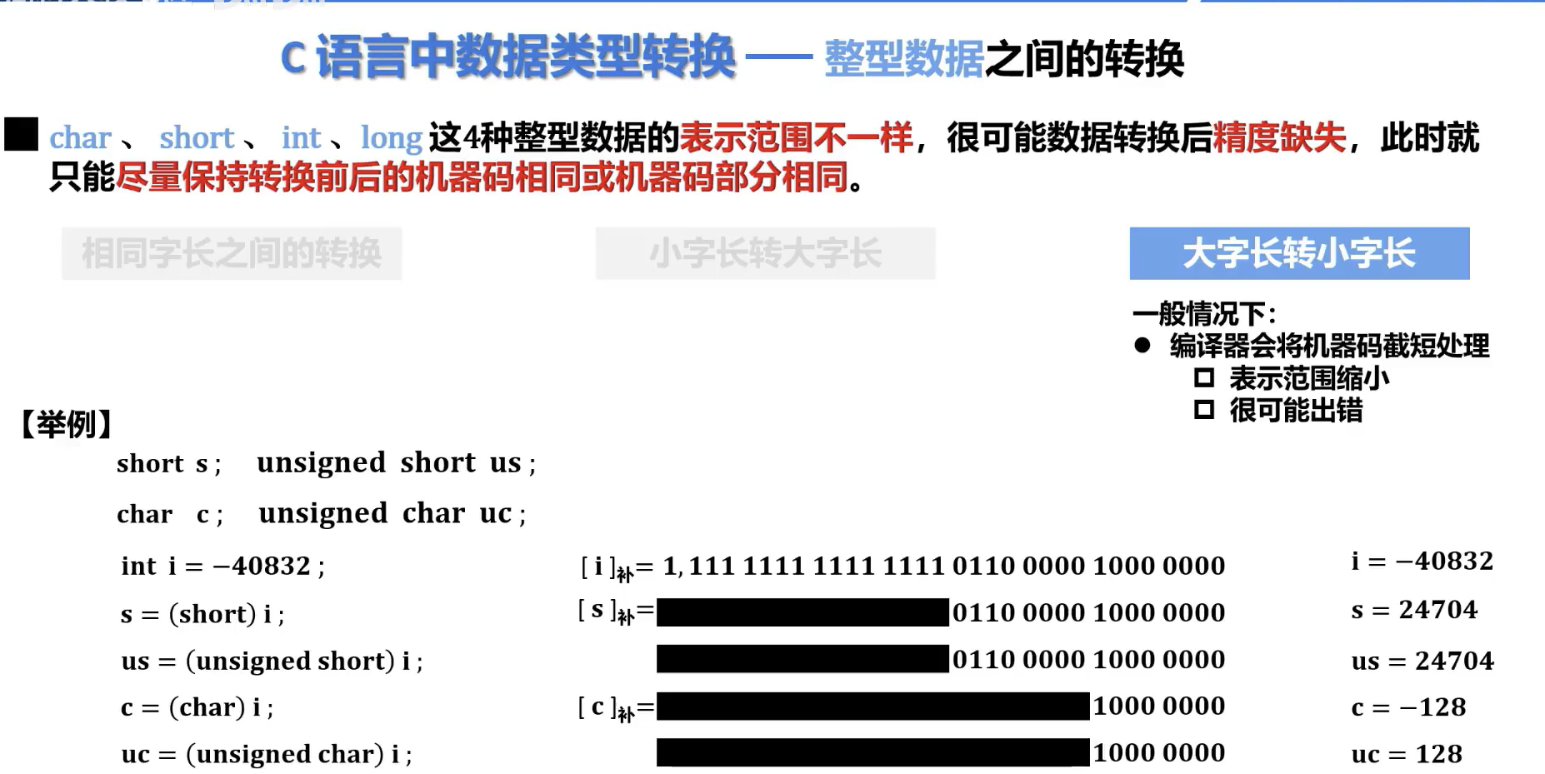 C 语言中数据类型转换 —— 整型数据之间的转换
char 、 short 、 int 、long 这4种整型数据的表示范围不一样，很可能数据转换后精度缺失，此时就
只能尽量保持转换前后的机器码相同或机器码部分相同。
相同字长之间的转换 小字长转大字长 大字长转小字长
一般情况下：
● 编译器会将机器码截短处理
表示范围缩小
很可能出错
【举例】
short s ; unsigned short us ;
char c ; unsigned char uc ;
int i = −40832 ; [ i ]补= 1, 111 1111 1111 1111 0110 0000 1000 0000 i = −40832
s = (short) i ; [ s ]补= 0110 0000 1000 0000 s = 24704
us = (unsigned short) i ; 0110 0000 1000 0000 us = 24704
c = (char) i ; [ c ]补= 1000 0000 c = −128
uc = (unsigned char) i ; 1000 0000 uc = 128